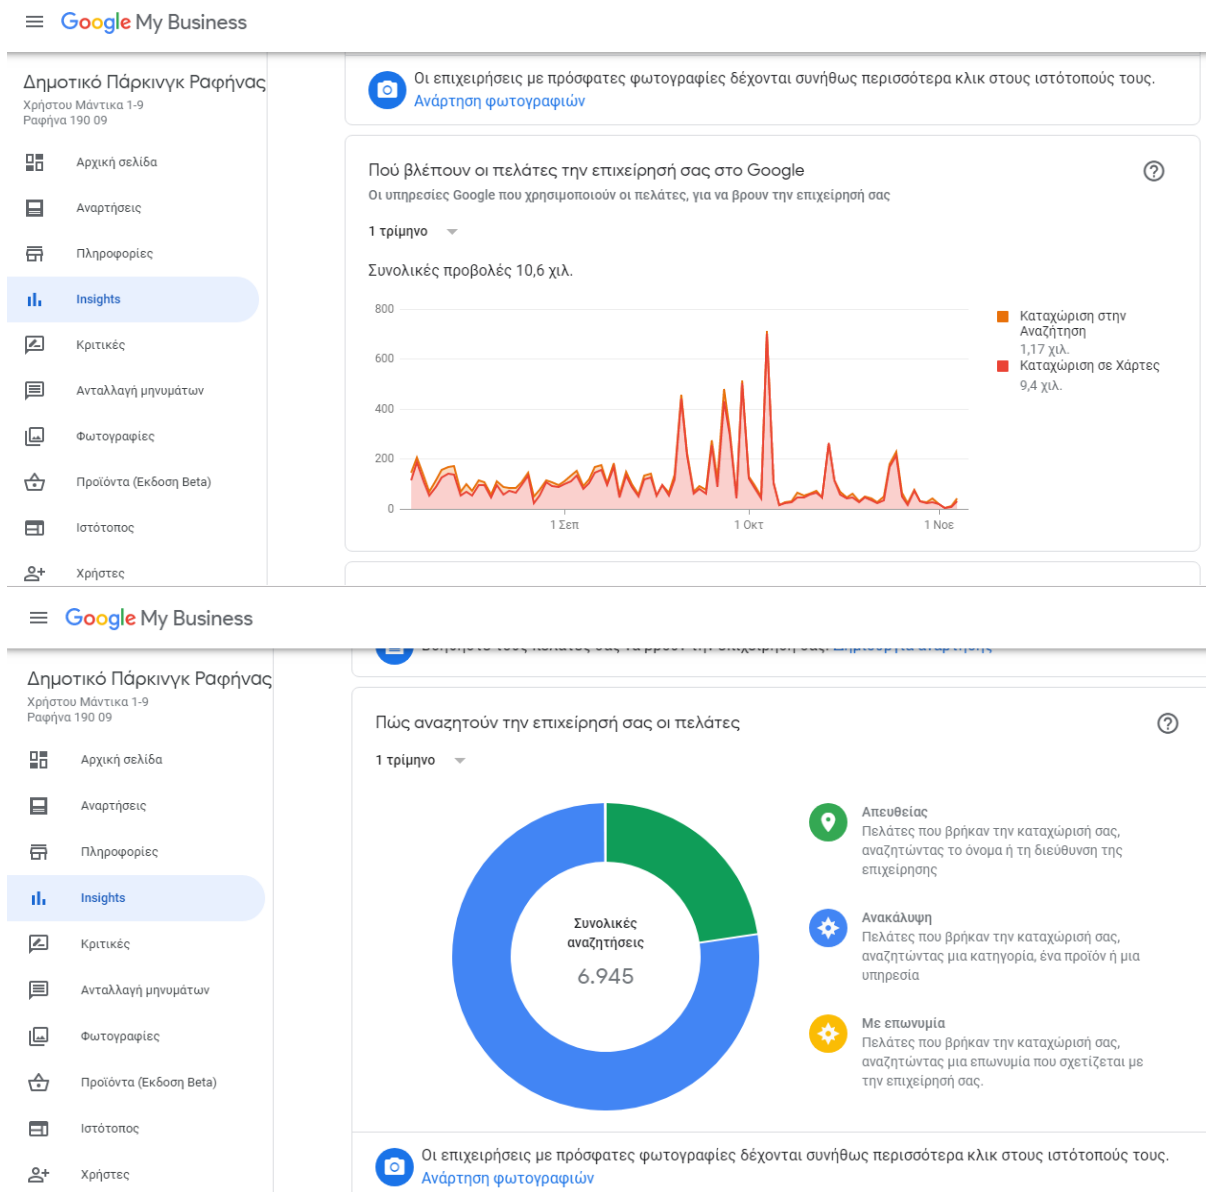 Google My Business
Δημοτικό Πάρκινγκ Ραφήνας
Χρήστου Μάντικα 1-9
Ραφήνα 190 09
Αρχική σελίδα
Αναρτήσεις
Πληροφορίες
Insights
Κριτικές
Ανταλλαγή μηνυμάτων
Φωτογραφίες
Προϊόντα (Έκδοση Beta)
Ιστότοπος
Χρήστες
Οι επιχειρήσεις με πρόσφατες φωτογραφίες δέχονται συνήθως περισσότερα κλικ στους ιστότοπούς τους.
Ανάρτηση φωτογραφιών
Πού βλέπουν οι πελάτες την επιχείρησή σας στο Google
Οι υπηρεσίες Google που χρησιμοποιούν οι πελάτες, για να βρουν την επιχείρησή σας
1 τρίμηνο
Συνολικές προβολές 10,6 χιλ.
800
600
400
200
0
1 Σεπ
1 Οκτ
1 Νοε
Καταχώριση στην
Αναζήτηση
1,17 χιλ.
Καταχώριση σε Χάρτες
9,4 χιλ.
Google My Business
Δημοτικό Πάρκινγκ Ραφήνας
Χρήστου Μάντικα 1-9
Ραφήνα 190 09
Αρχική σελίδα
Αναρτήσεις
Πληροφορίες
Insights
Κριτικές
Ανταλλαγή μηνυμάτων
Φωτογραφίες
Προϊόντα (Έκδοση Beta)
Ιστότοπος
Χρήστες
Πώς αναζητούν την επιχείρησή σας οι πελάτες
1 τρίμηνο
Συνολικές
αναζητήσεις
6.945
Απευθείας
Πελάτες που βρήκαν την καταχώρισή σας,
αναζητώντας το όνομα ή τη διεύθυνση της
επιχείρησης
Ανακάλυψη
Πελάτες που βρήκαν την καταχώρισή σας,
αναζητώντας μια κατηγορία, ένα προϊόν ή μια
υπηρεσία
Με επωνυμία
Πελάτες που βρήκαν την καταχώρισή σας,
αναζητώντας μια επωνυμία που σχετίζεται με
την επιχείρησή σας.
Οι επιχειρήσεις με πρόσφατες φωτογραφίες δέχονται συνήθως περισσότερα κλικ στους ιστότοπούς τους.
Ανάρτηση φωτογραφιών